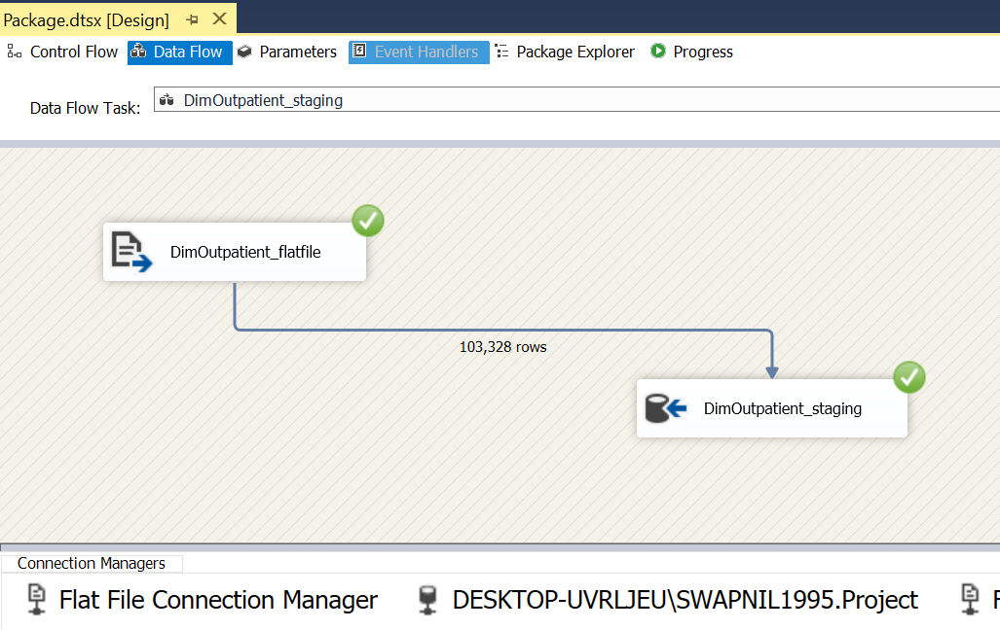 Package.dtsx [Design]
Control Flow Data Flow Parameters Event Handlers Package Explorer Progress
Data Flow Task: DimOutpatient_staging
DimOutpatient_flatfile
103,328 rows
DimOutpatient_staging
Connection Managers
Flat File Connection Manager DESKTOP-UVRLJEU\SWAPNIL1995.Project